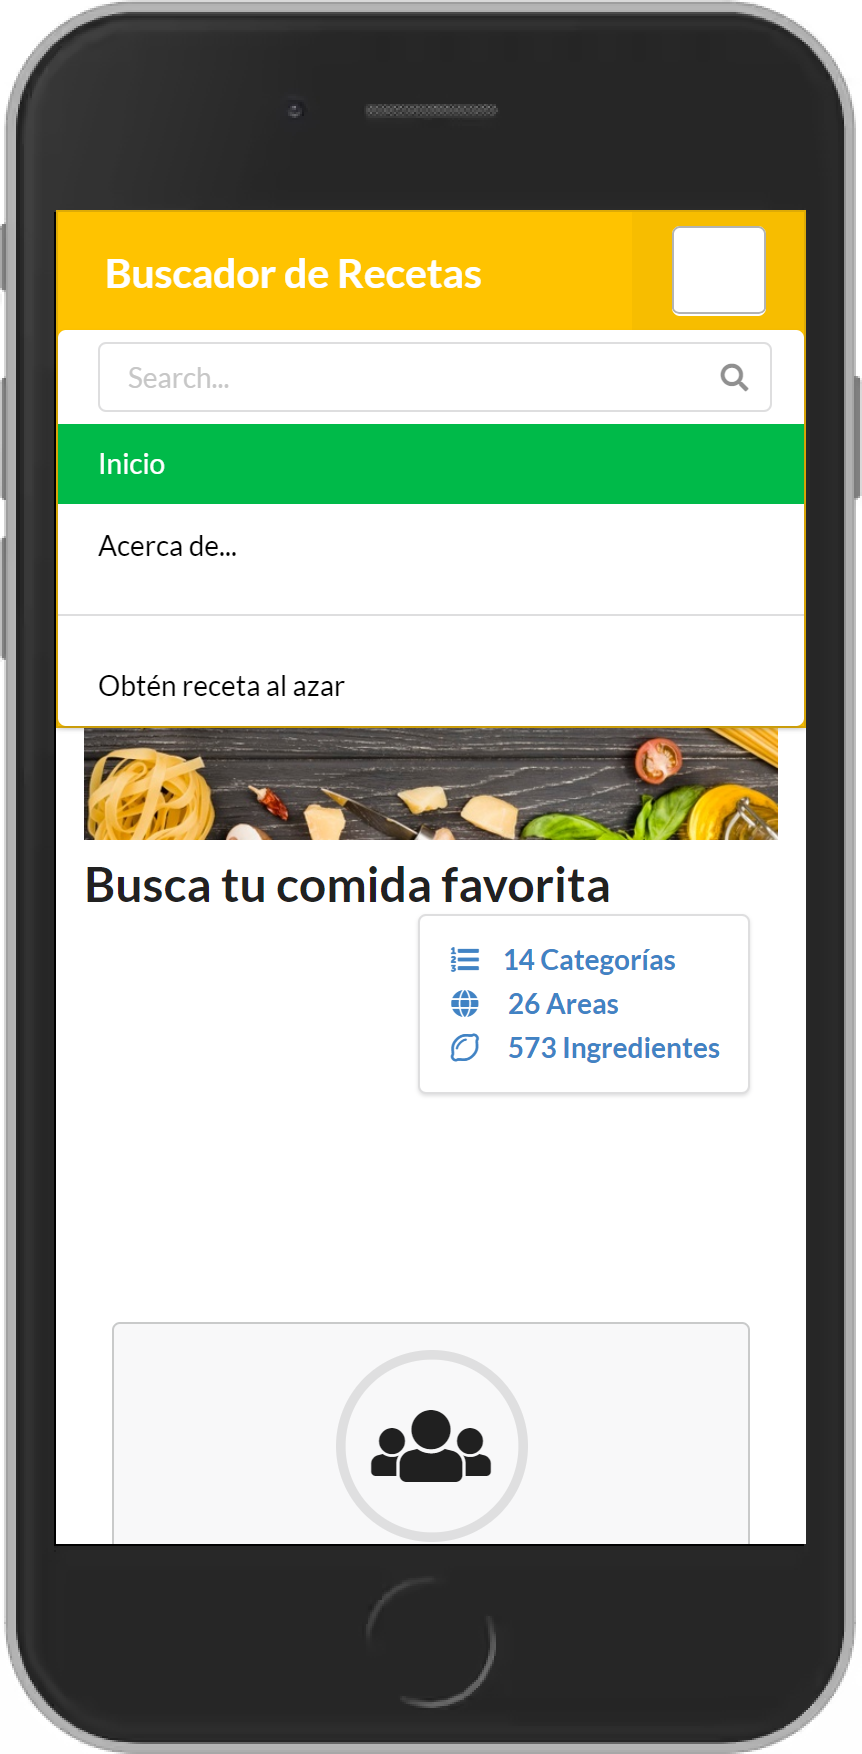 Buscador de Recetas
Search...
Inicio
Acerca de...
Obtén receta al azar
Busca tu comida favorita
14 Categorías
26 Areas
573 Ingredientes